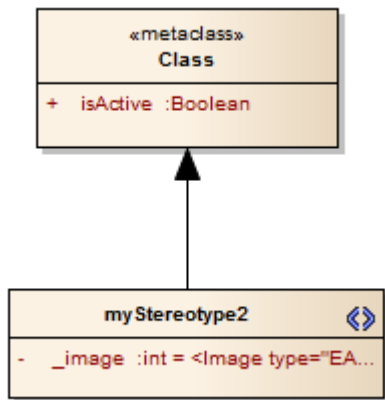 «metaclass»
Class
+ isActive :Boolean
myStereotype2
- _image :int = <Image type="EA...